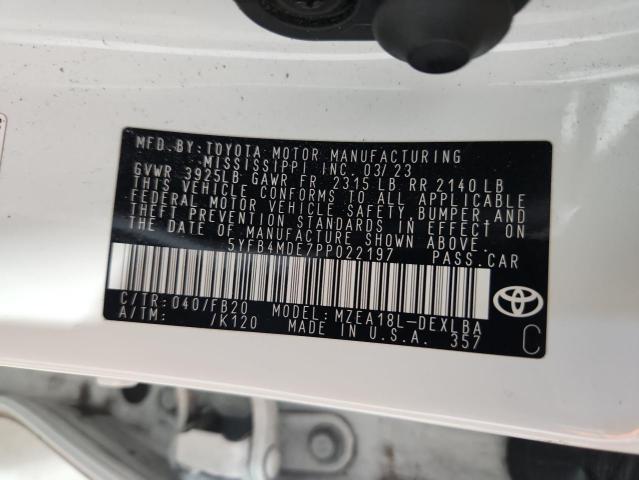 MFD. BY: TOYOTA MOTOR MANUFACTURING
MISSISSIPPI INC. 03/23
GVWR 3925LB GAWR FR 2315 LB RR 2140 LB
THIS VEHICLE CONFORMS TO ALL APPLICABLE
FEDERAL MOTOR VEHICLE SAFETY, BUMPER, AND
THEFT PREVENTION STANDARDS IN EFFECT ON
THE DATE OF MANUFACTURE SHOWN ABOVE.
5YFB4MDE7PP022197 PASS.CAR
C/TR: 040/FB20 MODEL: MZEA18L-DEXLBA
A/TM: /K120 MADE IN U.S.A. 357
C